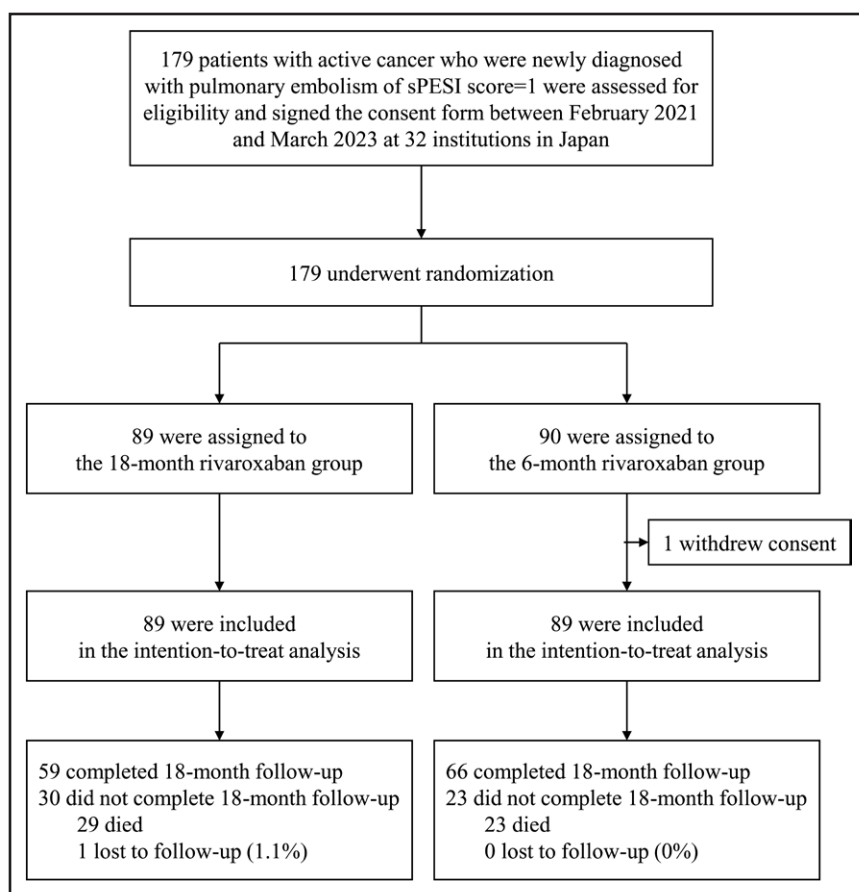 179 patients with active cancer who were newly diagnosed
with pulmonary embolism of sPESI score=1 were assessed for
eligibility and signed the consent form between February 2021
and March 2023 at 32 institutions in Japan
179 underwent randomization
89 were assigned to
the 18-month rivaroxaban group
90 were assigned to
the 6-month rivaroxaban group
1 withdrew consent
89 were included
in the intention-to-treat analysis
89 were included
in the intention-to-treat analysis
59 completed 18-month follow-up
30 did not complete 18-month follow-up
29 died
1 lost to follow-up (1.1%)
66 completed 18-month follow-up
23 did not complete 18-month follow-up
23 died
0 lost to follow-up (0%)